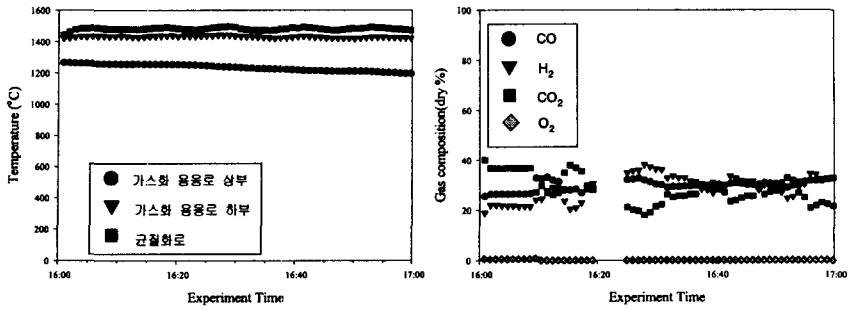 1600
1400
1200
1000
800
600
400
200
0
Temperature (°C)
가스화 용융로 상부
가스화 용융로 하부
균질화로
16:00
16:20
16:40
17:00
Experiment Time
100
80
60
40
20
0
Gas composition(dry %)
CO
H2
CO2
O2
16:00
16:20
16:40
17:00
Experiment Time